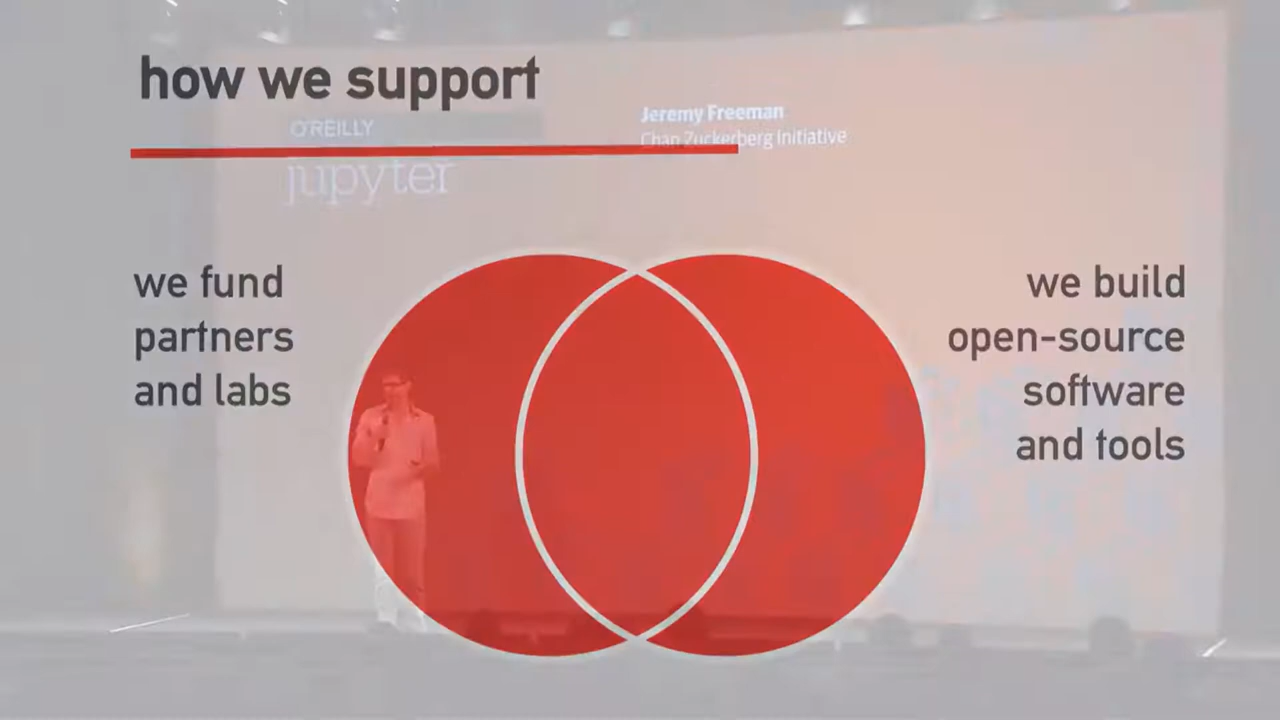 how we support
O'REILLY
jupyter
Jeremy Freeman
Chan Zuckerberg Initiative
we fund
partners
and labs
we build
open-source
software
and tools